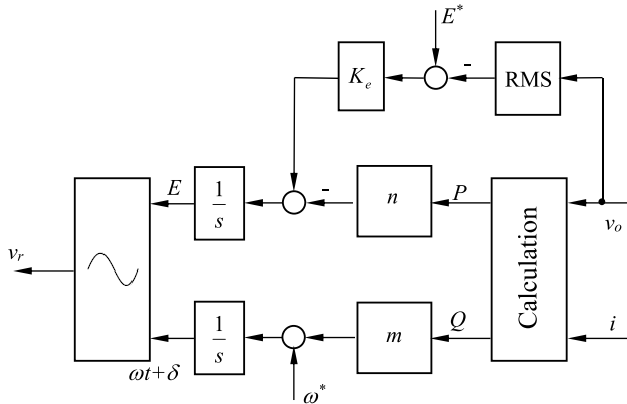 E*
K_e
-
RMS
E
1
s
-
n
P
v_o
v_r
Calculation
1
s
m
Q
i
ωt+δ
ω*